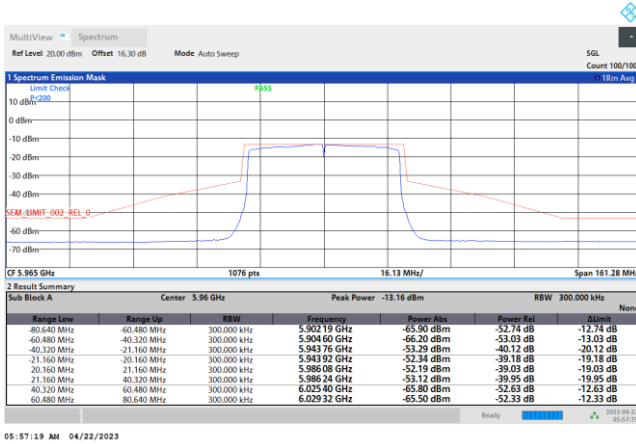 MultiView Spectrum
Ref Level 20.00 dBm Offset 16.30 dB Mode Auto Sweep SGL
Count 100/100
1 Spectrum Emission Mask 1Rm Avg
Limit Check PASS
P<200
10 dBm
0 dBm
-10 dBm
-20 dBm
-30 dBm
-40 dBm
SEM_LIMIT_002_REL_0
-60 dBm
-70 dBm
CF 5.965 GHz 1076 pts 16.13 MHz/ Span 161.28 MHz
2 Result Summary
Sub Block A Center 5.96 GHz Peak Power -13.16 dBm RBW 300.000 kHz
None
Range Low Range Up RBW Frequency Power Abs Power Rel ΔLimit
-80.640 MHz -60.480 MHz 300.000 kHz 5.902 19 GHz -65.90 dBm -52.74 dB -12.74 dB
-60.480 MHz -40.320 MHz 300.000 kHz 5.904 60 GHz -66.20 dBm -53.03 dB -13.03 dB
-40.320 MHz -21.160 MHz 300.000 kHz 5.943 76 GHz -53.29 dBm -40.12 dB -20.12 dB
-21.160 MHz -20.160 MHz 300.000 kHz 5.943 92 GHz -52.34 dBm -39.18 dB -19.18 dB
20.160 MHz 21.160 MHz 300.000 kHz 5.986 08 GHz -52.19 dBm -39.03 dB -19.03 dB
21.160 MHz 40.320 MHz 300.000 kHz 5.986 24 GHz -53.12 dBm -39.95 dB -19.95 dB
40.320 MHz 60.480 MHz 300.000 kHz 6.025 40 GHz -65.80 dBm -52.63 dB -12.63 dB
60.480 MHz 80.640 MHz 300.000 kHz 6.029 32 GHz -65.50 dBm -52.33 dB -12.33 dB
Ready
05:57:19 AM 04/22/2023